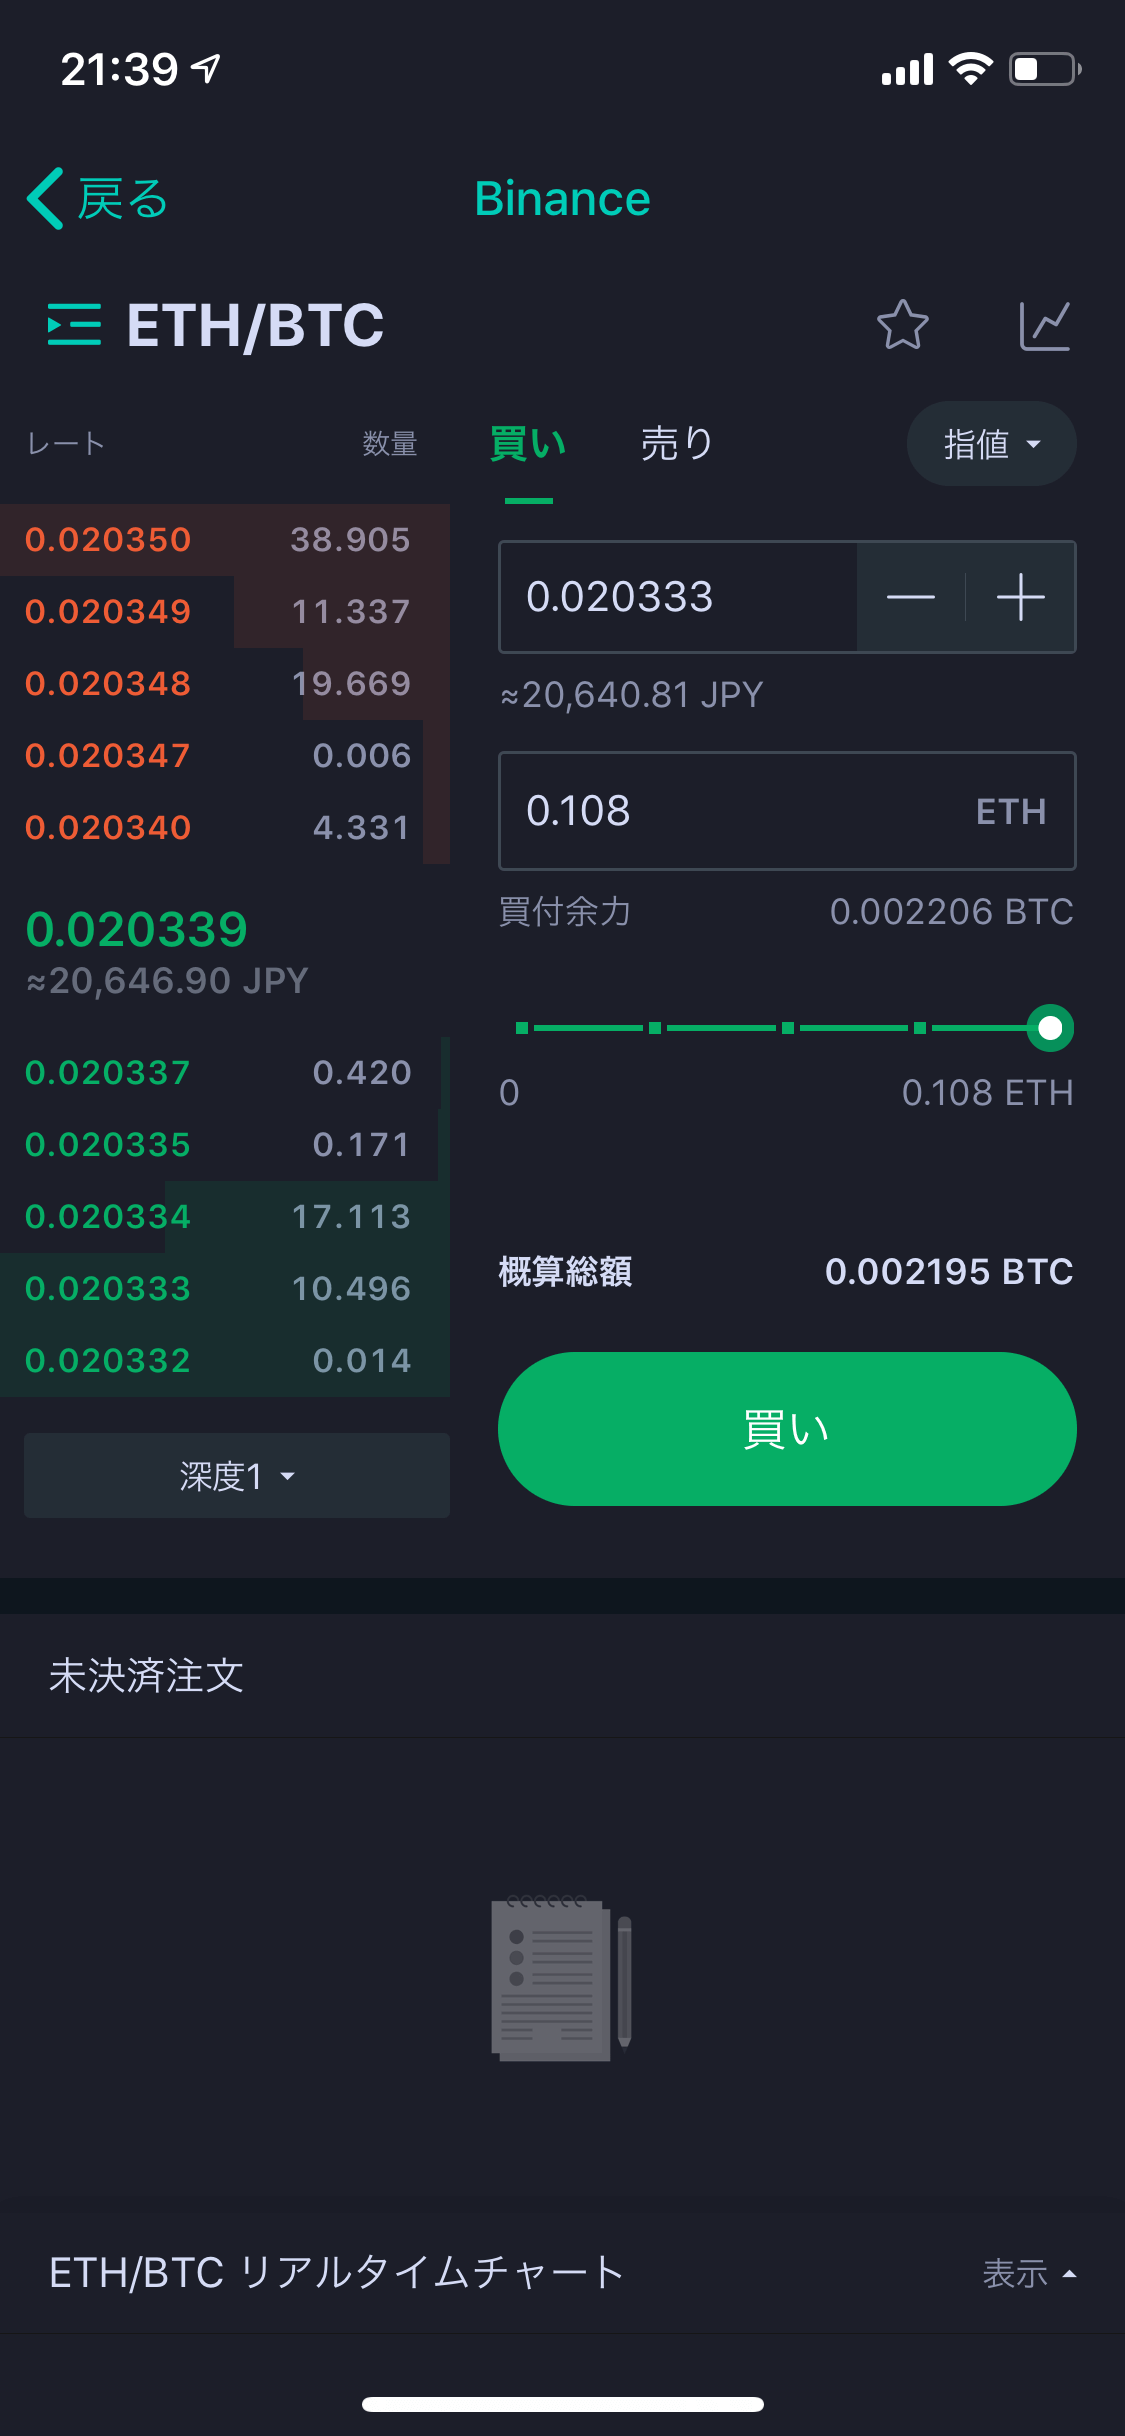 21:39
戻る
Binance
ETH/BTC
レート 数量
0.020350 38.905
0.020349 11.337
0.020348 19.669
0.020347 0.006
0.020340 4.331
0.020339
≈20,646.90 JPY
0.020337 0.420
0.020335 0.171
0.020334 17.113
0.020333 10.496
0.020332 0.014
深度1
買い 売り 指値
0.020333
≈20,640.81 JPY
0.108 ETH
買付余力 0.002206 BTC
0 0.108 ETH
概算総額 0.002195 BTC
買い
未決済注文
ETH/BTC リアルタイムチャート 表示